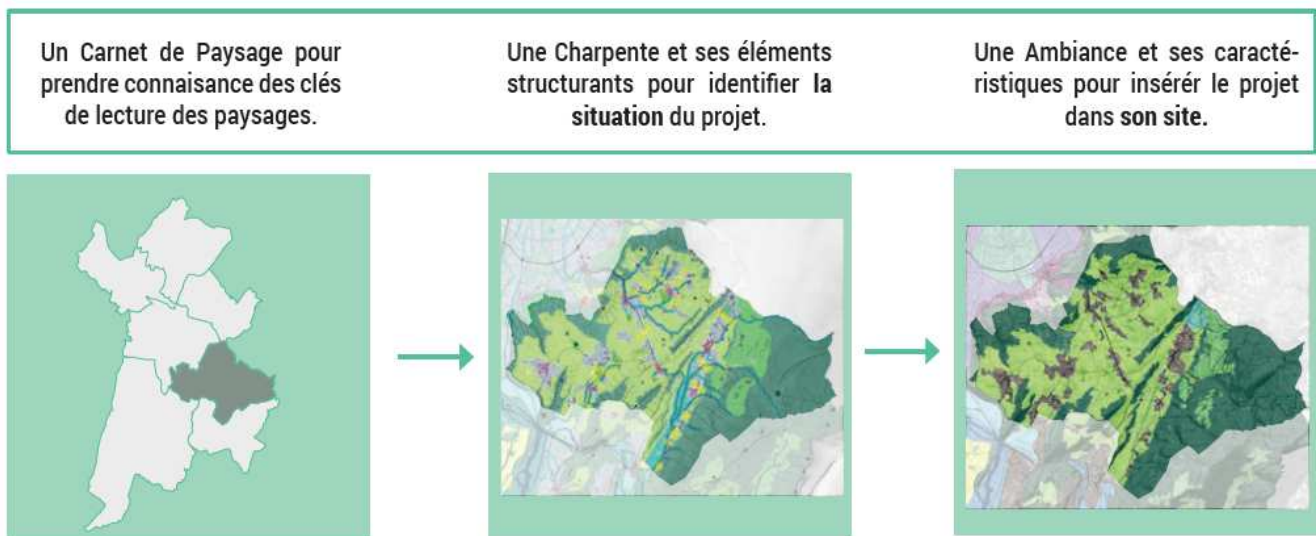 Un Carnet de Paysage pour
prendre connaisance des clés
de lecture des paysages.
Une Charpente et ses éléments
structurants pour identifier la
situation du projet.
Une Ambiance et ses caracté-
ristiques pour insérér le projet
dans son site.